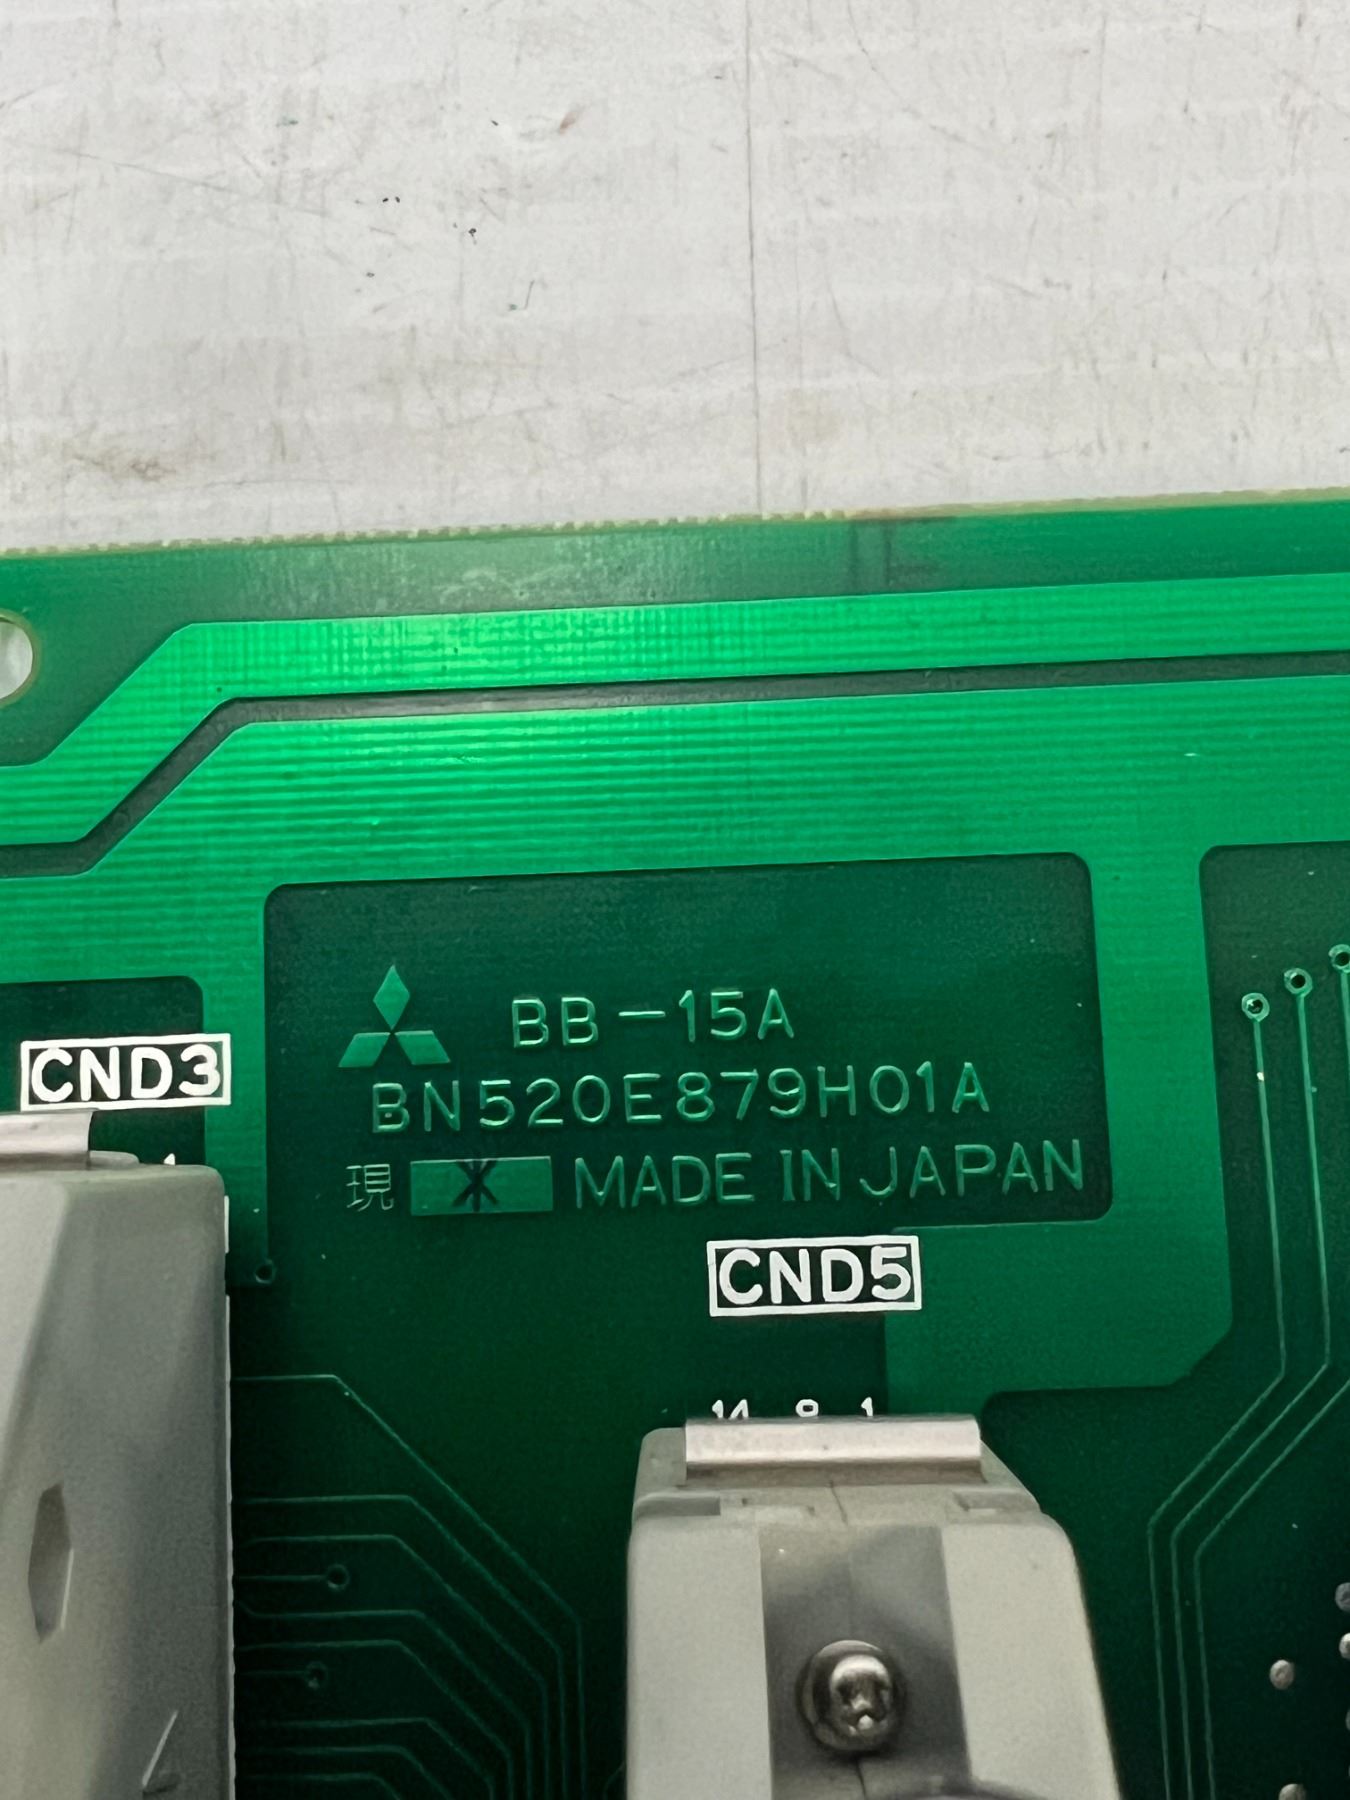 BB-15A
CND3
BN520E879H01A
現 MADE IN JAPAN
CND5
14 8 1